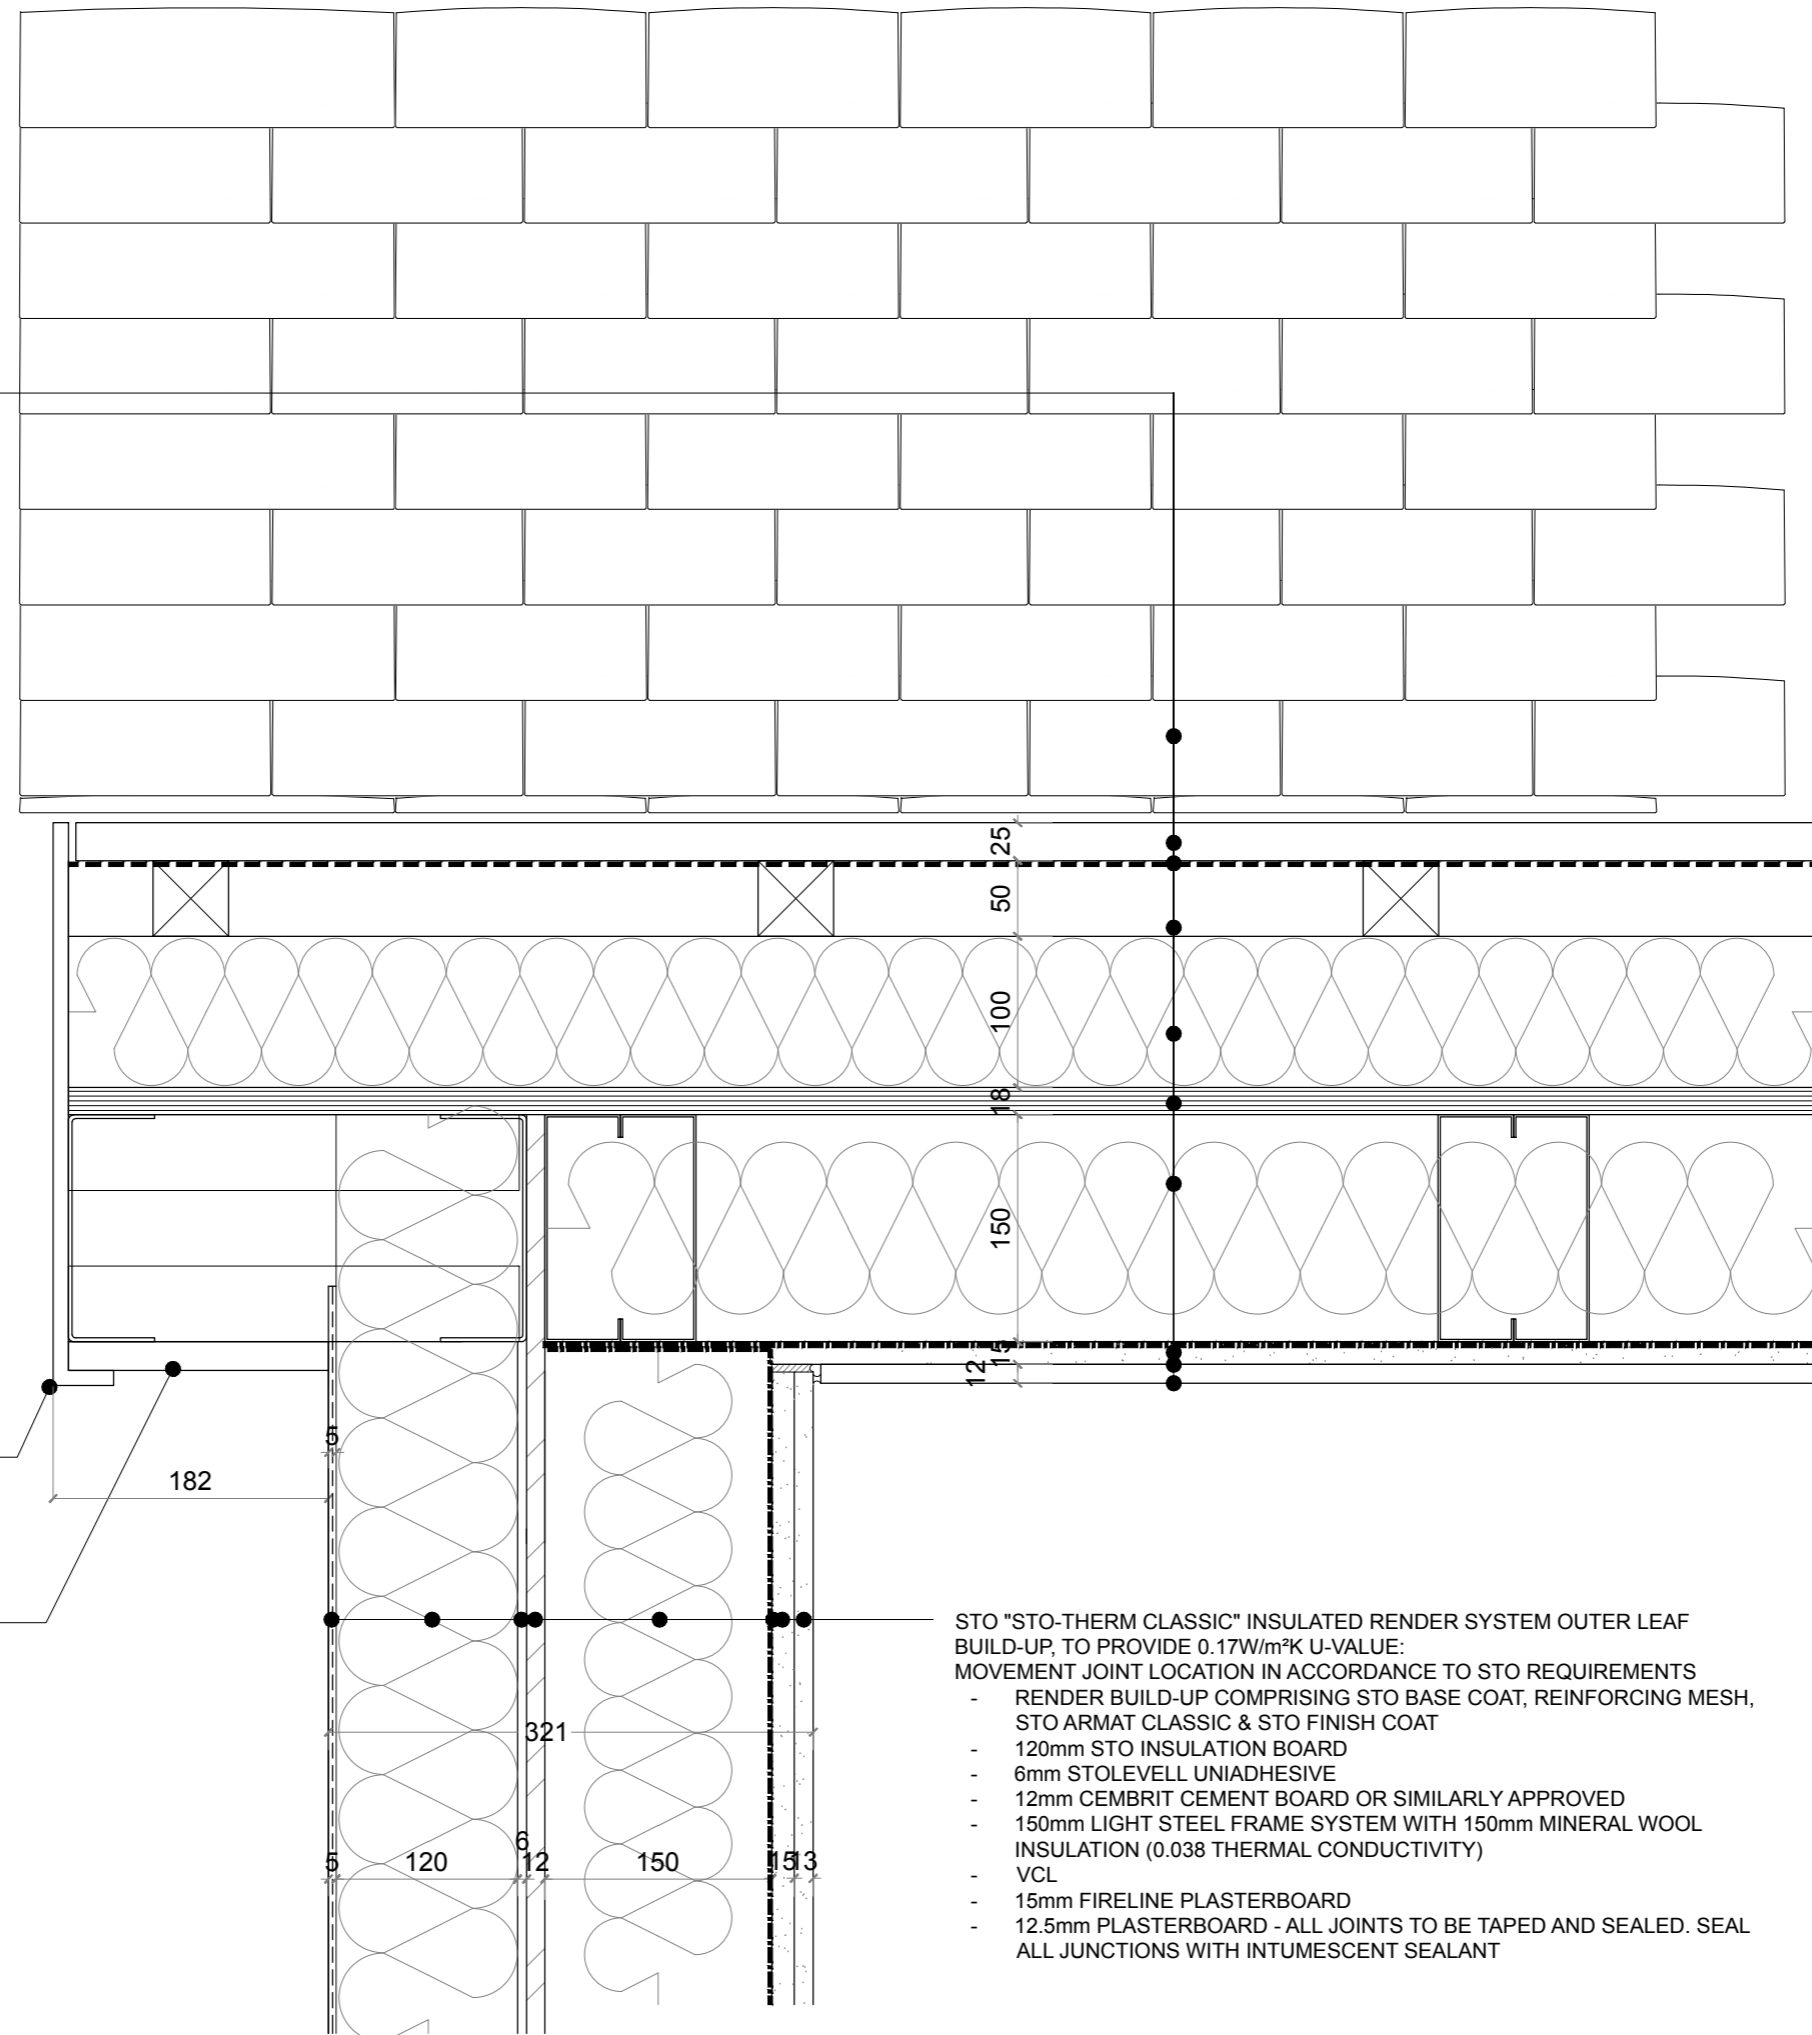 25
50
100
18
150
15
12
5
182
STO "STO-THERM CLASSIC" INSULATED RENDER SYSTEM OUTER LEAF
BUILD-UP, TO PROVIDE 0.17W/m²K U-VALUE:
MOVEMENT JOINT LOCATION IN ACCORDANCE TO STO REQUIREMENTS
- RENDER BUILD-UP COMPRISING STO BASE COAT, REINFORCING MESH,
STO ARMAT CLASSIC & STO FINISH COAT
- 120mm STO INSULATION BOARD
- 6mm STOLEVELL UNIADHESIVE
- 12mm CEMBRIT CEMENT BOARD OR SIMILARLY APPROVED
- 150mm LIGHT STEEL FRAME SYSTEM WITH 150mm MINERAL WOOL
INSULATION (0.038 THERMAL CONDUCTIVITY)
- VCL
- 15mm FIRELINE PLASTERBOARD
- 12.5mm PLASTERBOARD - ALL JOINTS TO BE TAPED AND SEALED. SEAL
ALL JUNCTIONS WITH INTUMESCENT SEALANT
321
6
5 120 12 150 15 13